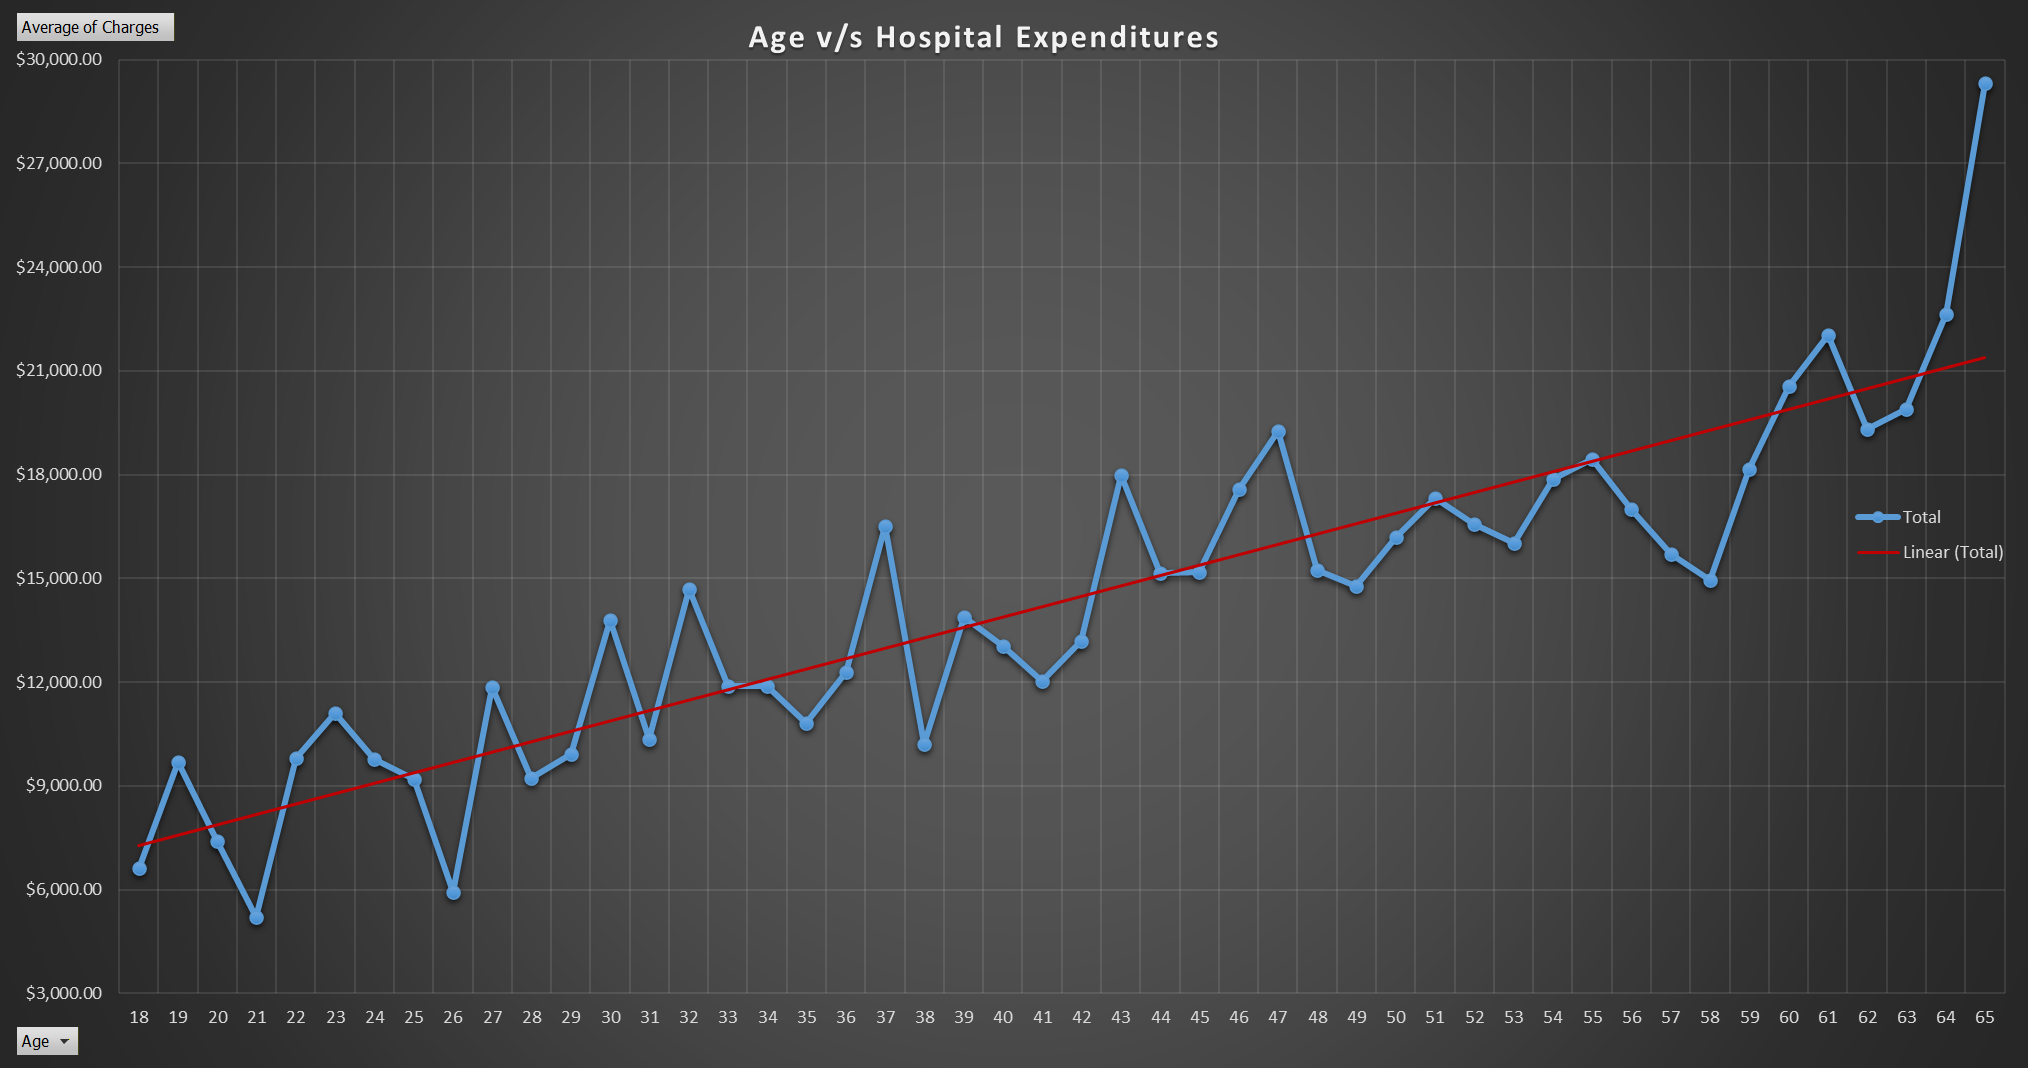 Average of Charges
Age v/s Hospital Expenditures
$30,000.00
$27,000.00
$24,000.00
$21,000.00
$18,000.00
$15,000.00
$12,000.00
$9,000.00
$6,000.00
$3,000.00
Total
Linear (Total)
18 19 20 21 22 23 24 25 26 27 28 29 30 31 32 33 34 35 36 37 38 39 40 41 42 43 44 45 46 47 48 49 50 51 52 53 54 55 56 57 58 59 60 61 62 63 64 65
Age